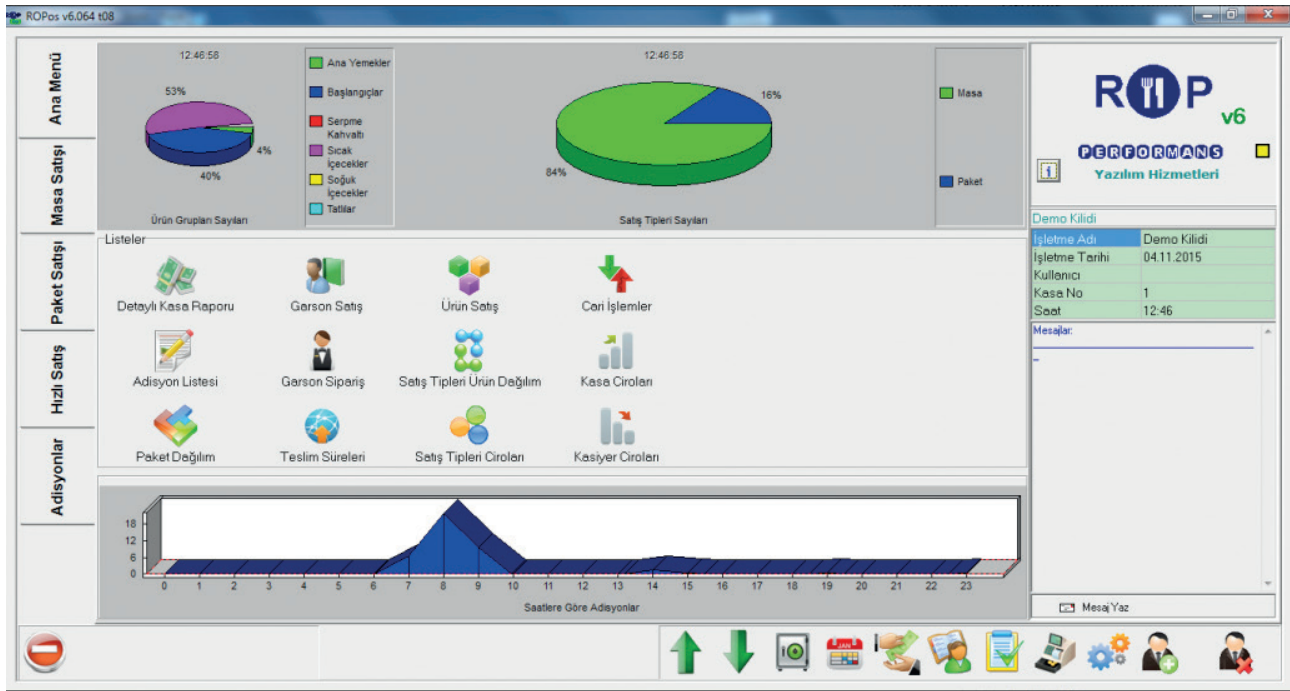 ROPos v6.064 t08
Ana Menü
Masa Satışı
Paket Satışı
Hızlı Satış
Adisyonlar
12:46:58
53%
4%
40%
Ürün Grupları Sayıları
Ana Yemekler
Başlangıçlar
Serpme
Kahvaltı
Sıcak
İçecekler
Soğuk
İçecekler
Tatlılar
12:46:58
16%
84%
Satış Tipleri Sayıları
Masa
Paket
ROP
v6
PERFORMANS
Yazılım Hizmetleri
Demo Kilidi
İşletme Adı Demo Kilidi
İşletme Tarihi 04.11.2015
Kullanıcı
Kasa No 1
Saat 12:46
Mesajlar:
Mesaj Yaz
Listeler
Detaylı Kasa Raporu
Garson Satış
Ürün Satış
Cari İşlemler
Adisyon Listesi
Garson Sipariş
Satış Tipleri Ürün Dağılım
Kasa Ciroları
Paket Dağılım
Teslim Süreleri
Satış Tipleri Ciroları
Kasiyer Ciroları
18
12
6
0
0 1 2 3 4 5 6 7 8 9 10 11 12 13 14 15 16 17 18 19 20 21 22 23
Saatlere Göre Adisyonlar
JAN